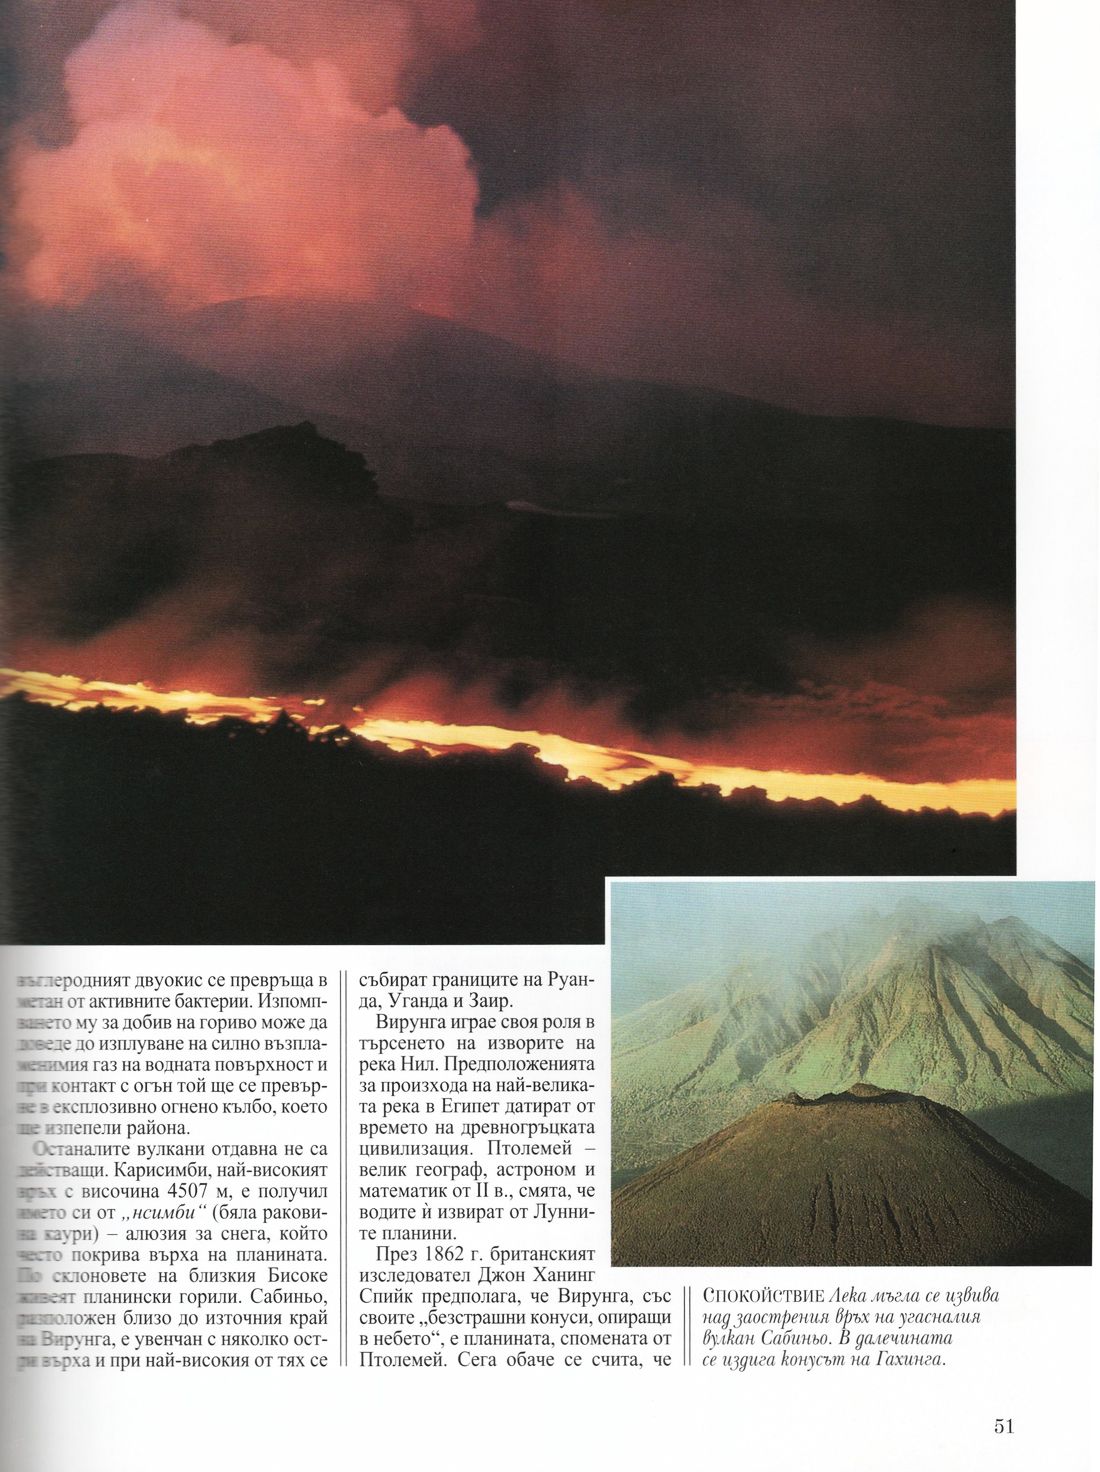 въглеродният двуокис се превръща в
метан от активните бактерии. Изпомп-
ването му за добив на гориво може да
доведе до изплуване на силно възпла-
менимия газ на водната повърхност и
при контакт с огън той ще се превър-
не в експлозивно огнено кълбо, което
ще изпепели района.
Останалите вулкани отдавна не са
действащи. Карисимби, най-високият
връх с височина 4507 м, е получил
името си от „нсимби“ (бяла ракови-
на каури) – алюзия за снега, който
често покрива върха на планината.
По склоновете на близкия Бисоке
живеят планински горили. Сабиньо,
разположен близо до източния край
на Вирунга, е увенчан с няколко ост-
ри върха и при най-високия от тях се
събират границите на Руан-
да, Уганда и Заир.
Вирунга играе своя роля в
търсенето на изворите на
река Нил. Предположенията
за произхода на най-велика-
та река в Египет датират от
времето на древногръцката
цивилизация. Птолемей –
велик географ, астроном и
математик от II в., смята, че
водите ѝ извират от Лунни-
те планини.
През 1862 г. британският
изследовател Джон Ханинг
Спийк предполага, че Вирунга, със
своите „безстрашни конуси, опиращи
в небето“, е планината, спомената от
Птолемей. Сега обаче се счита, че
СПОКОЙСТВИЕ Лека мъгла се извива
над заострения връх на угасналия
вулкан Сабиньо. В далечината
се издига конусът на Гахинга.
51